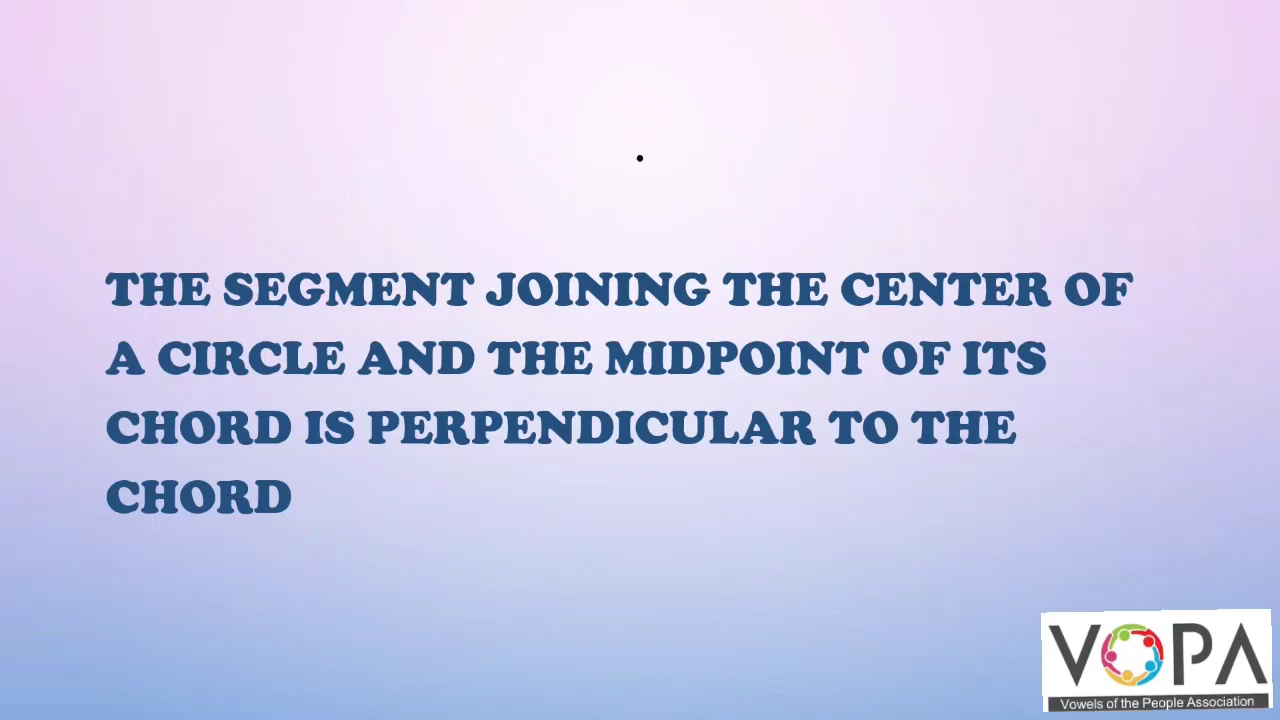 .
THE SEGMENT JOINING THE CENTER OF
A CIRCLE AND THE MIDPOINT OF ITS
CHORD IS PERPENDICULAR TO THE
CHORD
VOPA
Vowels of the People Association